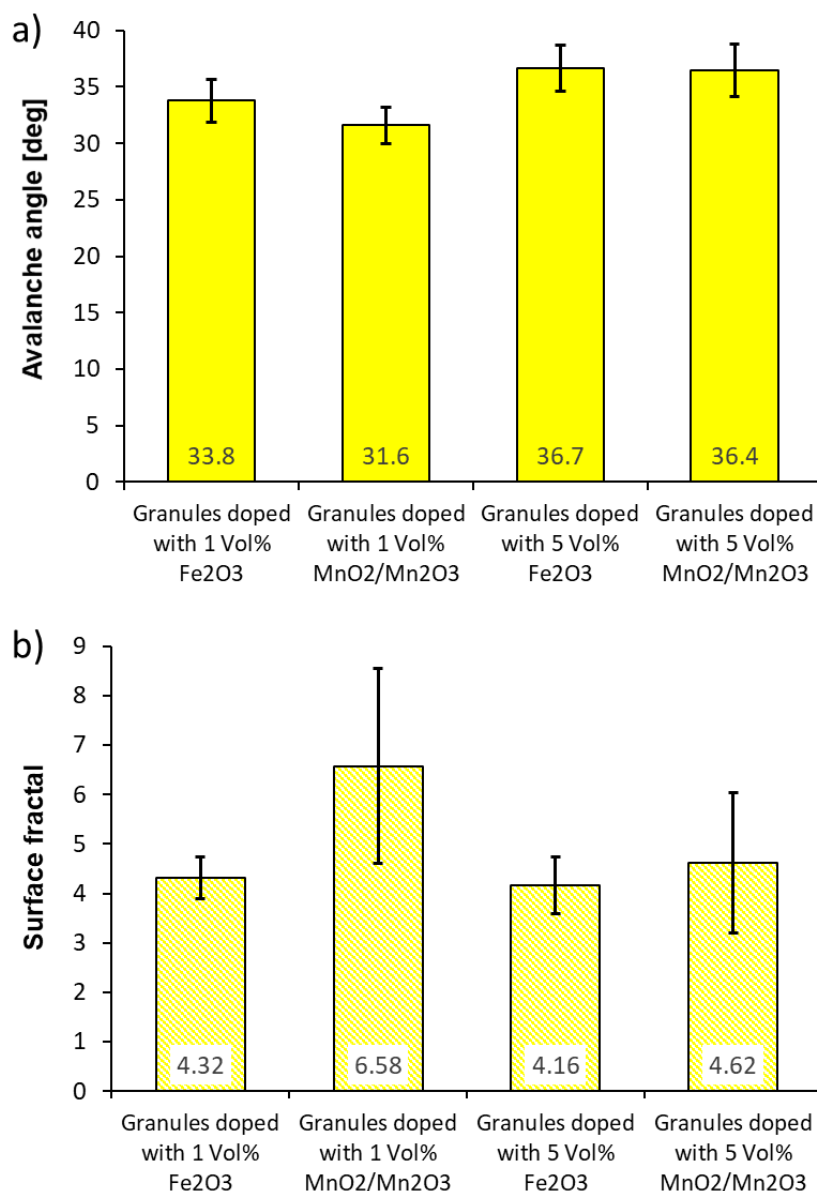 a)
Avalanche angle [deg]
40
35
30
25
20
15
10
5
0
33.8
31.6
36.7
36.4
Granules doped
with 1 Vol%
Fe2O3
Granules doped
with 1 Vol%
MnO2/Mn2O3
Granules doped
with 5 Vol%
Fe2O3
Granules doped
with 5 Vol%
MnO2/Mn2O3
b)
Surface fractal
9
8
7
6
5
4
3
2
1
0
4.32
6.58
4.16
4.62
Granules doped
with 1 Vol%
Fe2O3
Granules doped
with 1 Vol%
MnO2/Mn2O3
Granules doped
with 5 Vol%
Fe2O3
Granules doped
with 5 Vol%
MnO2/Mn2O3